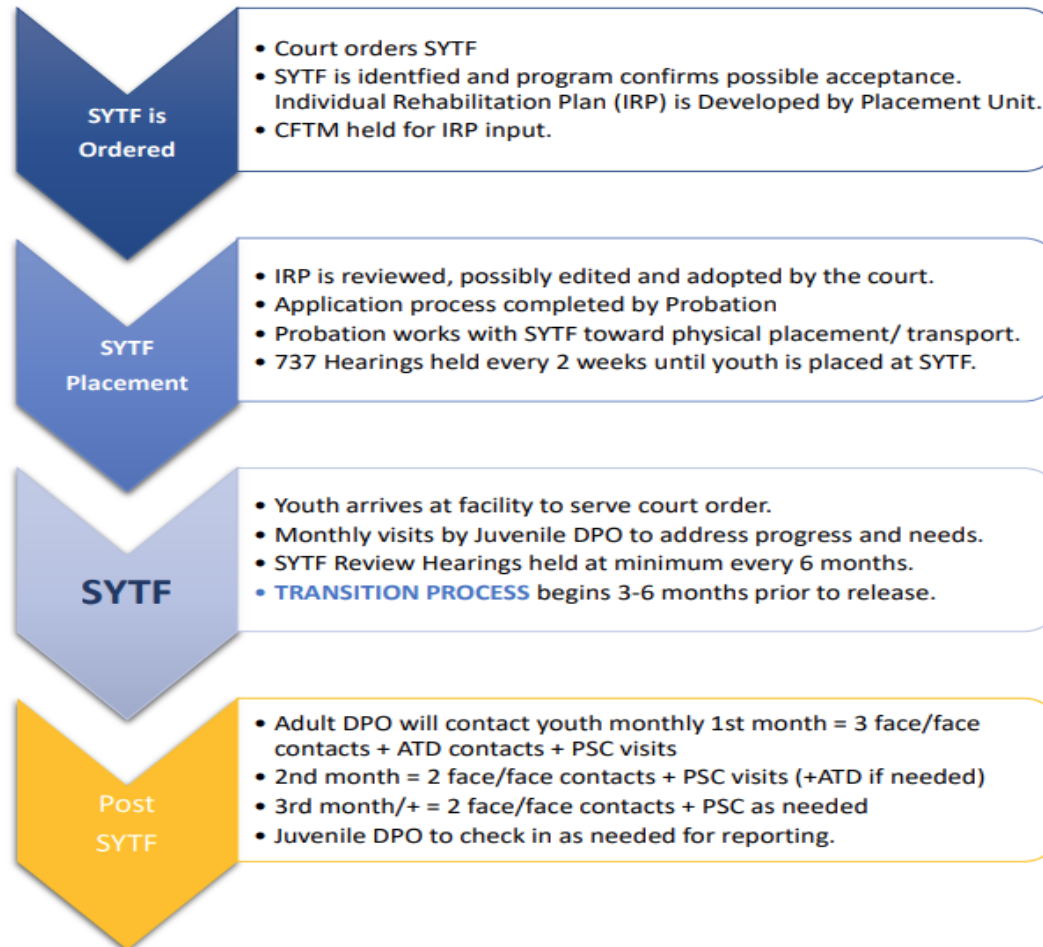 SYTF is
Ordered
• Court orders SYTF
• SYTF is identfied and program confirms possible acceptance.
Individual Rehabilitation Plan (IRP) is Developed by Placement Unit.
• CFTM held for IRP input.
SYTF
Placement
• IRP is reviewed, possibly edited and adopted by the court.
• Application process completed by Probation
• Probation works with SYTF toward physical placement/ transport.
• 737 Hearings held every 2 weeks until youth is placed at SYTF.
SYTF
• Youth arrives at facility to serve court order.
• Monthly visits by Juvenile DPO to address progress and needs.
• SYTF Review Hearings held at minimum every 6 months.
• TRANSITION PROCESS begins 3-6 months prior to release.
Post
SYTF
• Adult DPO will contact youth monthly 1st month = 3 face/face
contacts + ATD contacts + PSC visits
• 2nd month = 2 face/face contacts + PSC visits (+ATD if needed)
• 3rd month/+ = 2 face/face contacts + PSC as needed
• Juvenile DPO to check in as needed for reporting.